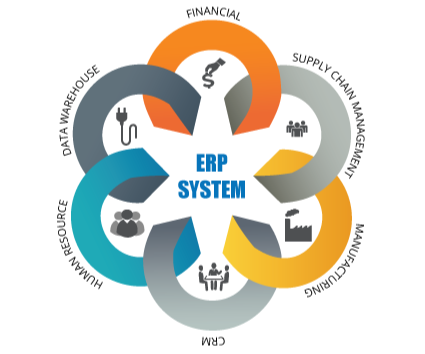 FINANCIAL
SUPPLY CHAIN MANAGEMENT
MANUFACTURING
CRM
HUMAN RESOURCE
DATA WAREHOUSE
ERP
SYSTEM